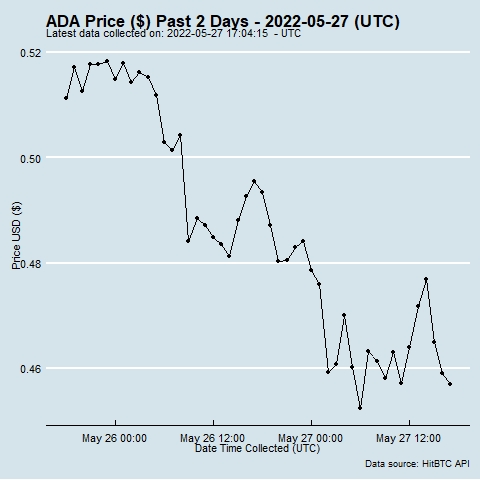 ADA Price ($) Past 2 Days - 2022-05-27 (UTC)
Latest data collected on: 2022-05-27 17:04:15  - UTC
0.52
0.50
0.48
0.46
Price USD ($)
May 26 00:00
May 26 12:00
May 27 00:00
May 27 12:00
Date Time Collected (UTC)
Data source: HitBTC API